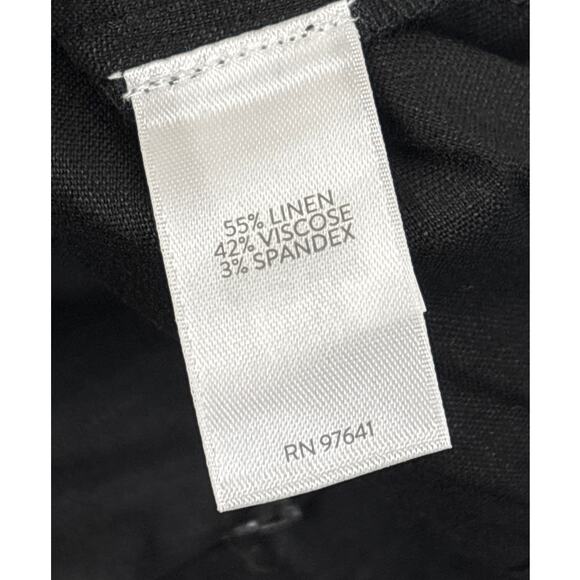 55% LINEN
42% VISCOSE
3% SPANDEX
RN 97641